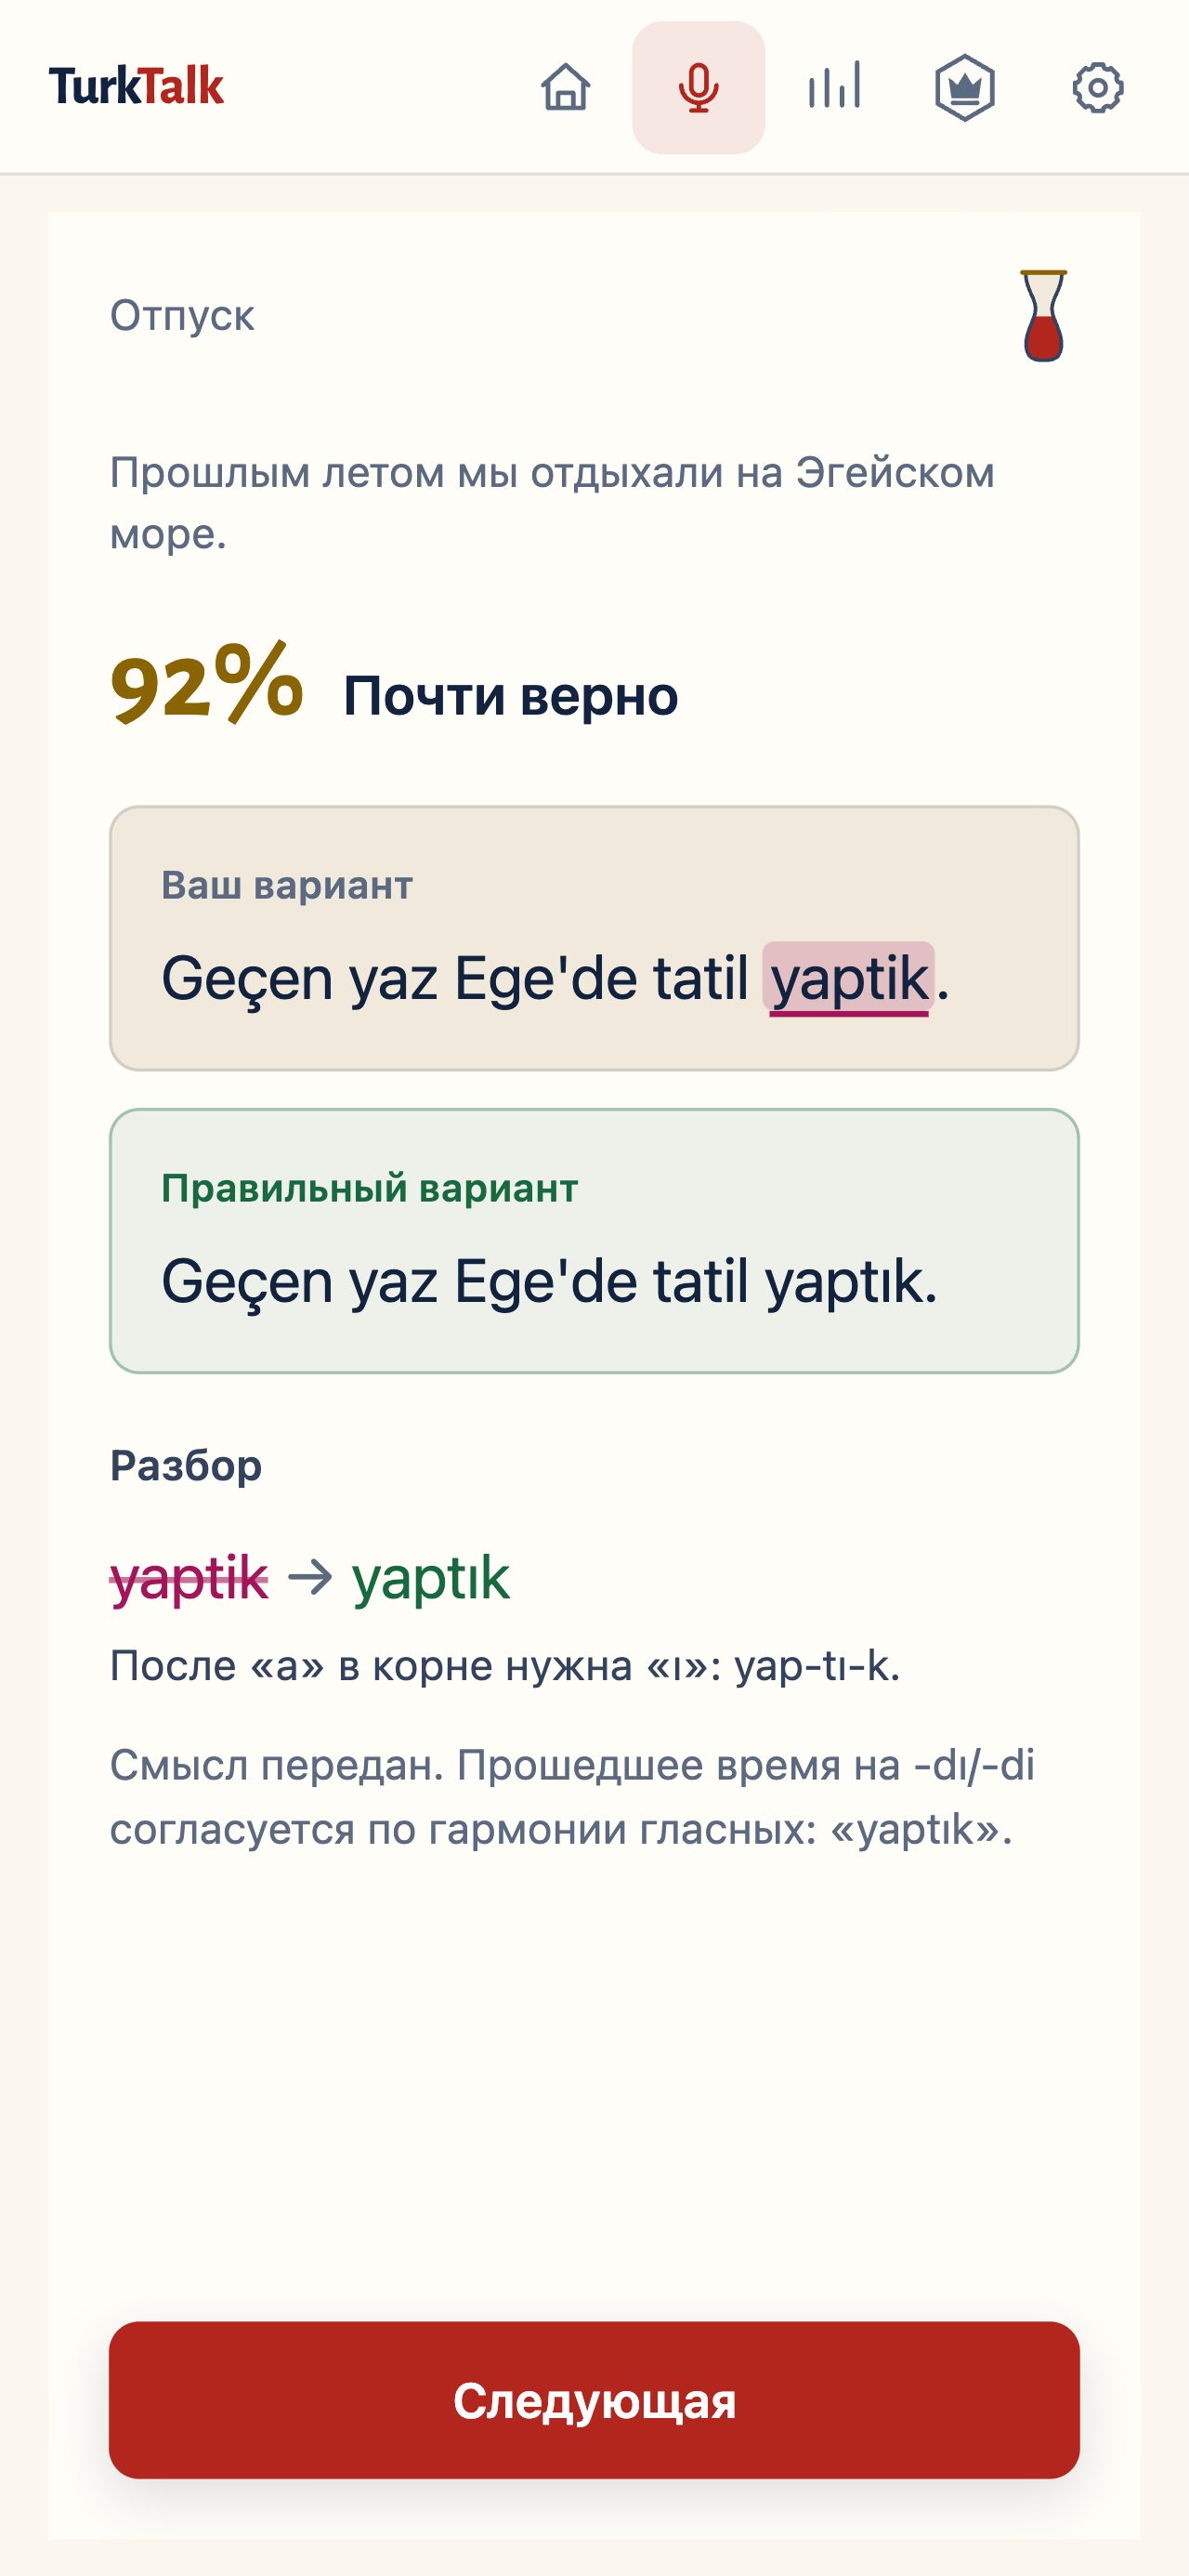 TurkTalk
Отпуск
Прошлым летом мы отдыхали на Эгейском
море.
92% Почти верно
Ваш вариант
Geçen yaz Ege'de tatil yaptik.
Правильный вариант
Geçen yaz Ege'de tatil yaptık.
Разбор
yaptik → yaptık
После «a» в корне нужна «ı»: yap-tı-k.
Смысл передан. Прошедшее время на -dı/-di
согласуется по гармонии гласных: «yaptık».
Следующая